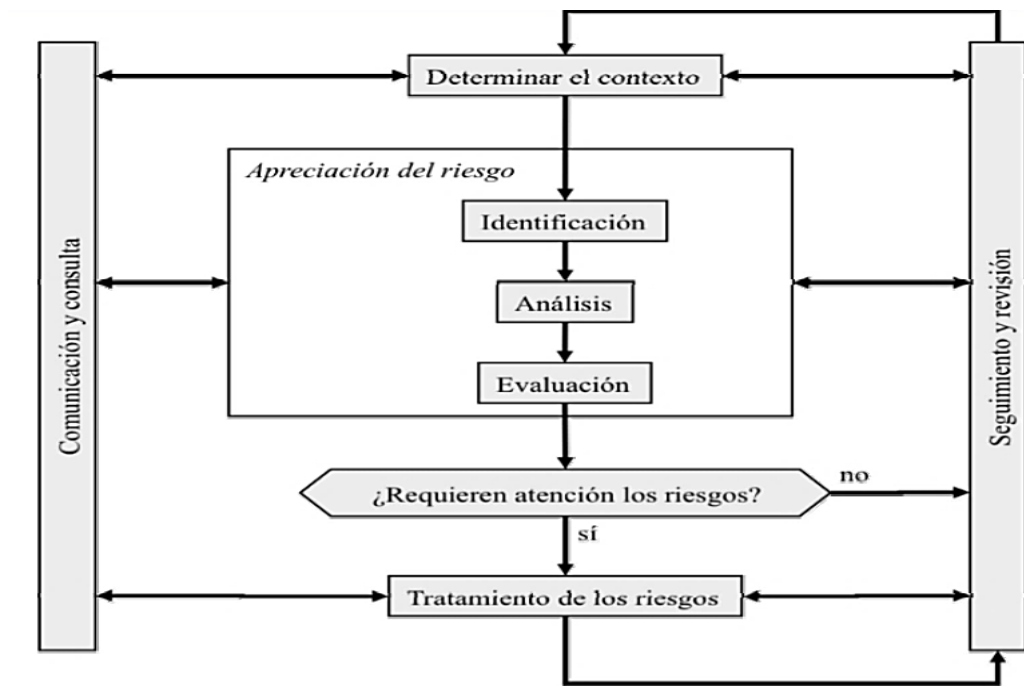 Determinar el contexto
Apreciación del riesgo
Identificación
Análisis
Evaluación
¿Requieren atención los riesgos?
no
sí
Tratamiento de los riesgos
Comunicación y consulta
Seguimiento y revisión